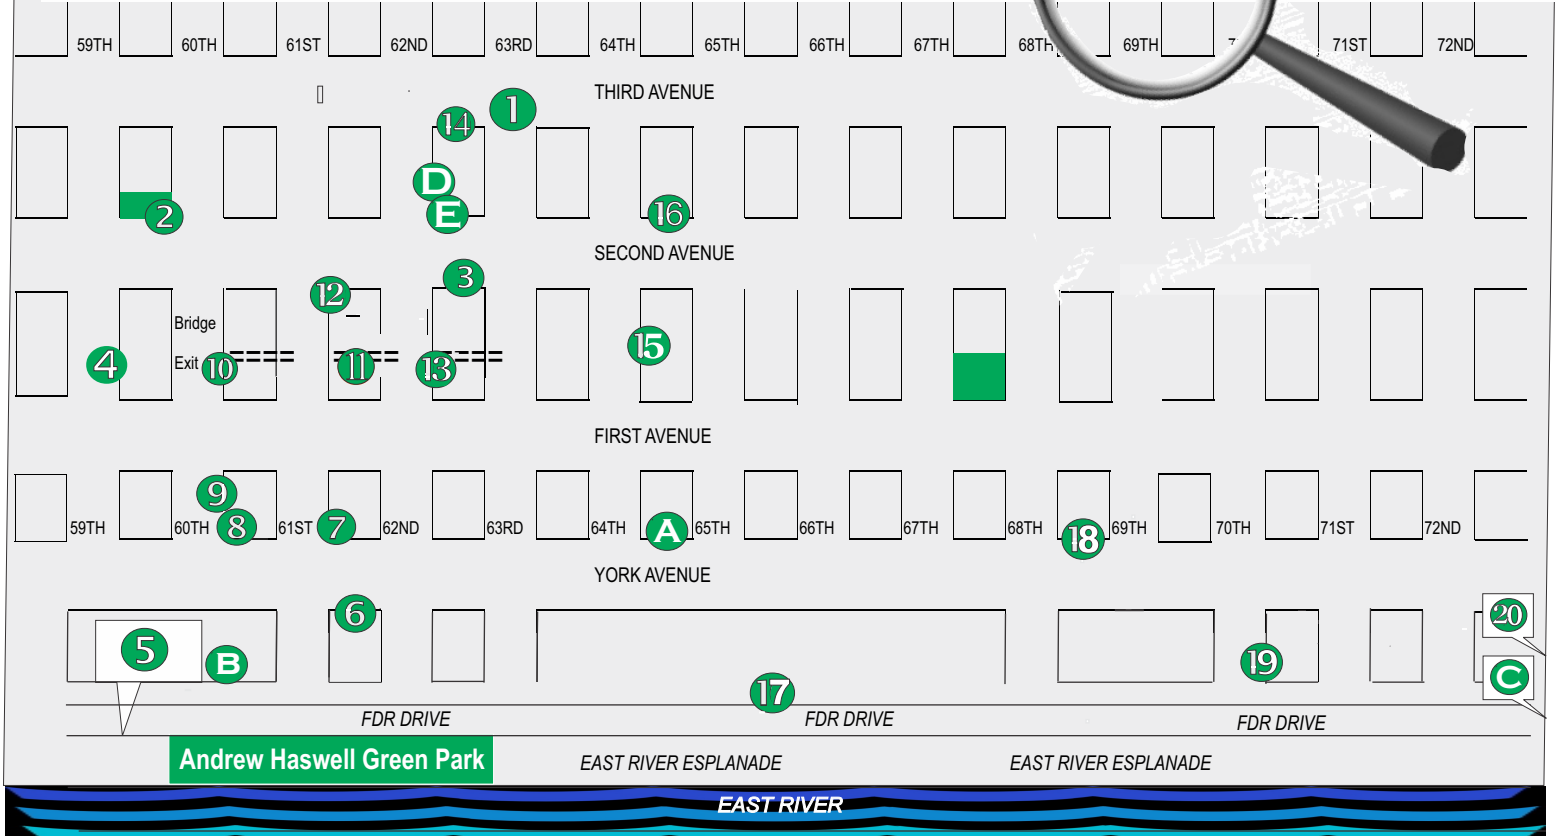 59TH 60TH 61ST 62ND 63RD 64TH 65TH 66TH 67TH 68TH 69TH 71ST 72ND
THIRD AVENUE
14 1
D
2 E 16
SECOND AVENUE
3
12
Bridge
15
4 Exit 10 11 13
FIRST AVENUE
9
59TH 60TH 8 61ST 7 62ND 63RD 64TH A 65TH 66TH 67TH 68TH 18 69TH 70TH 71ST 72ND
YORK AVENUE
6 20
5 B 19 C
17
FDR DRIVE FDR DRIVE FDR DRIVE
Andrew Haswell Green Park EAST RIVER ESPLANADE EAST RIVER ESPLANADE
EAST RIVER